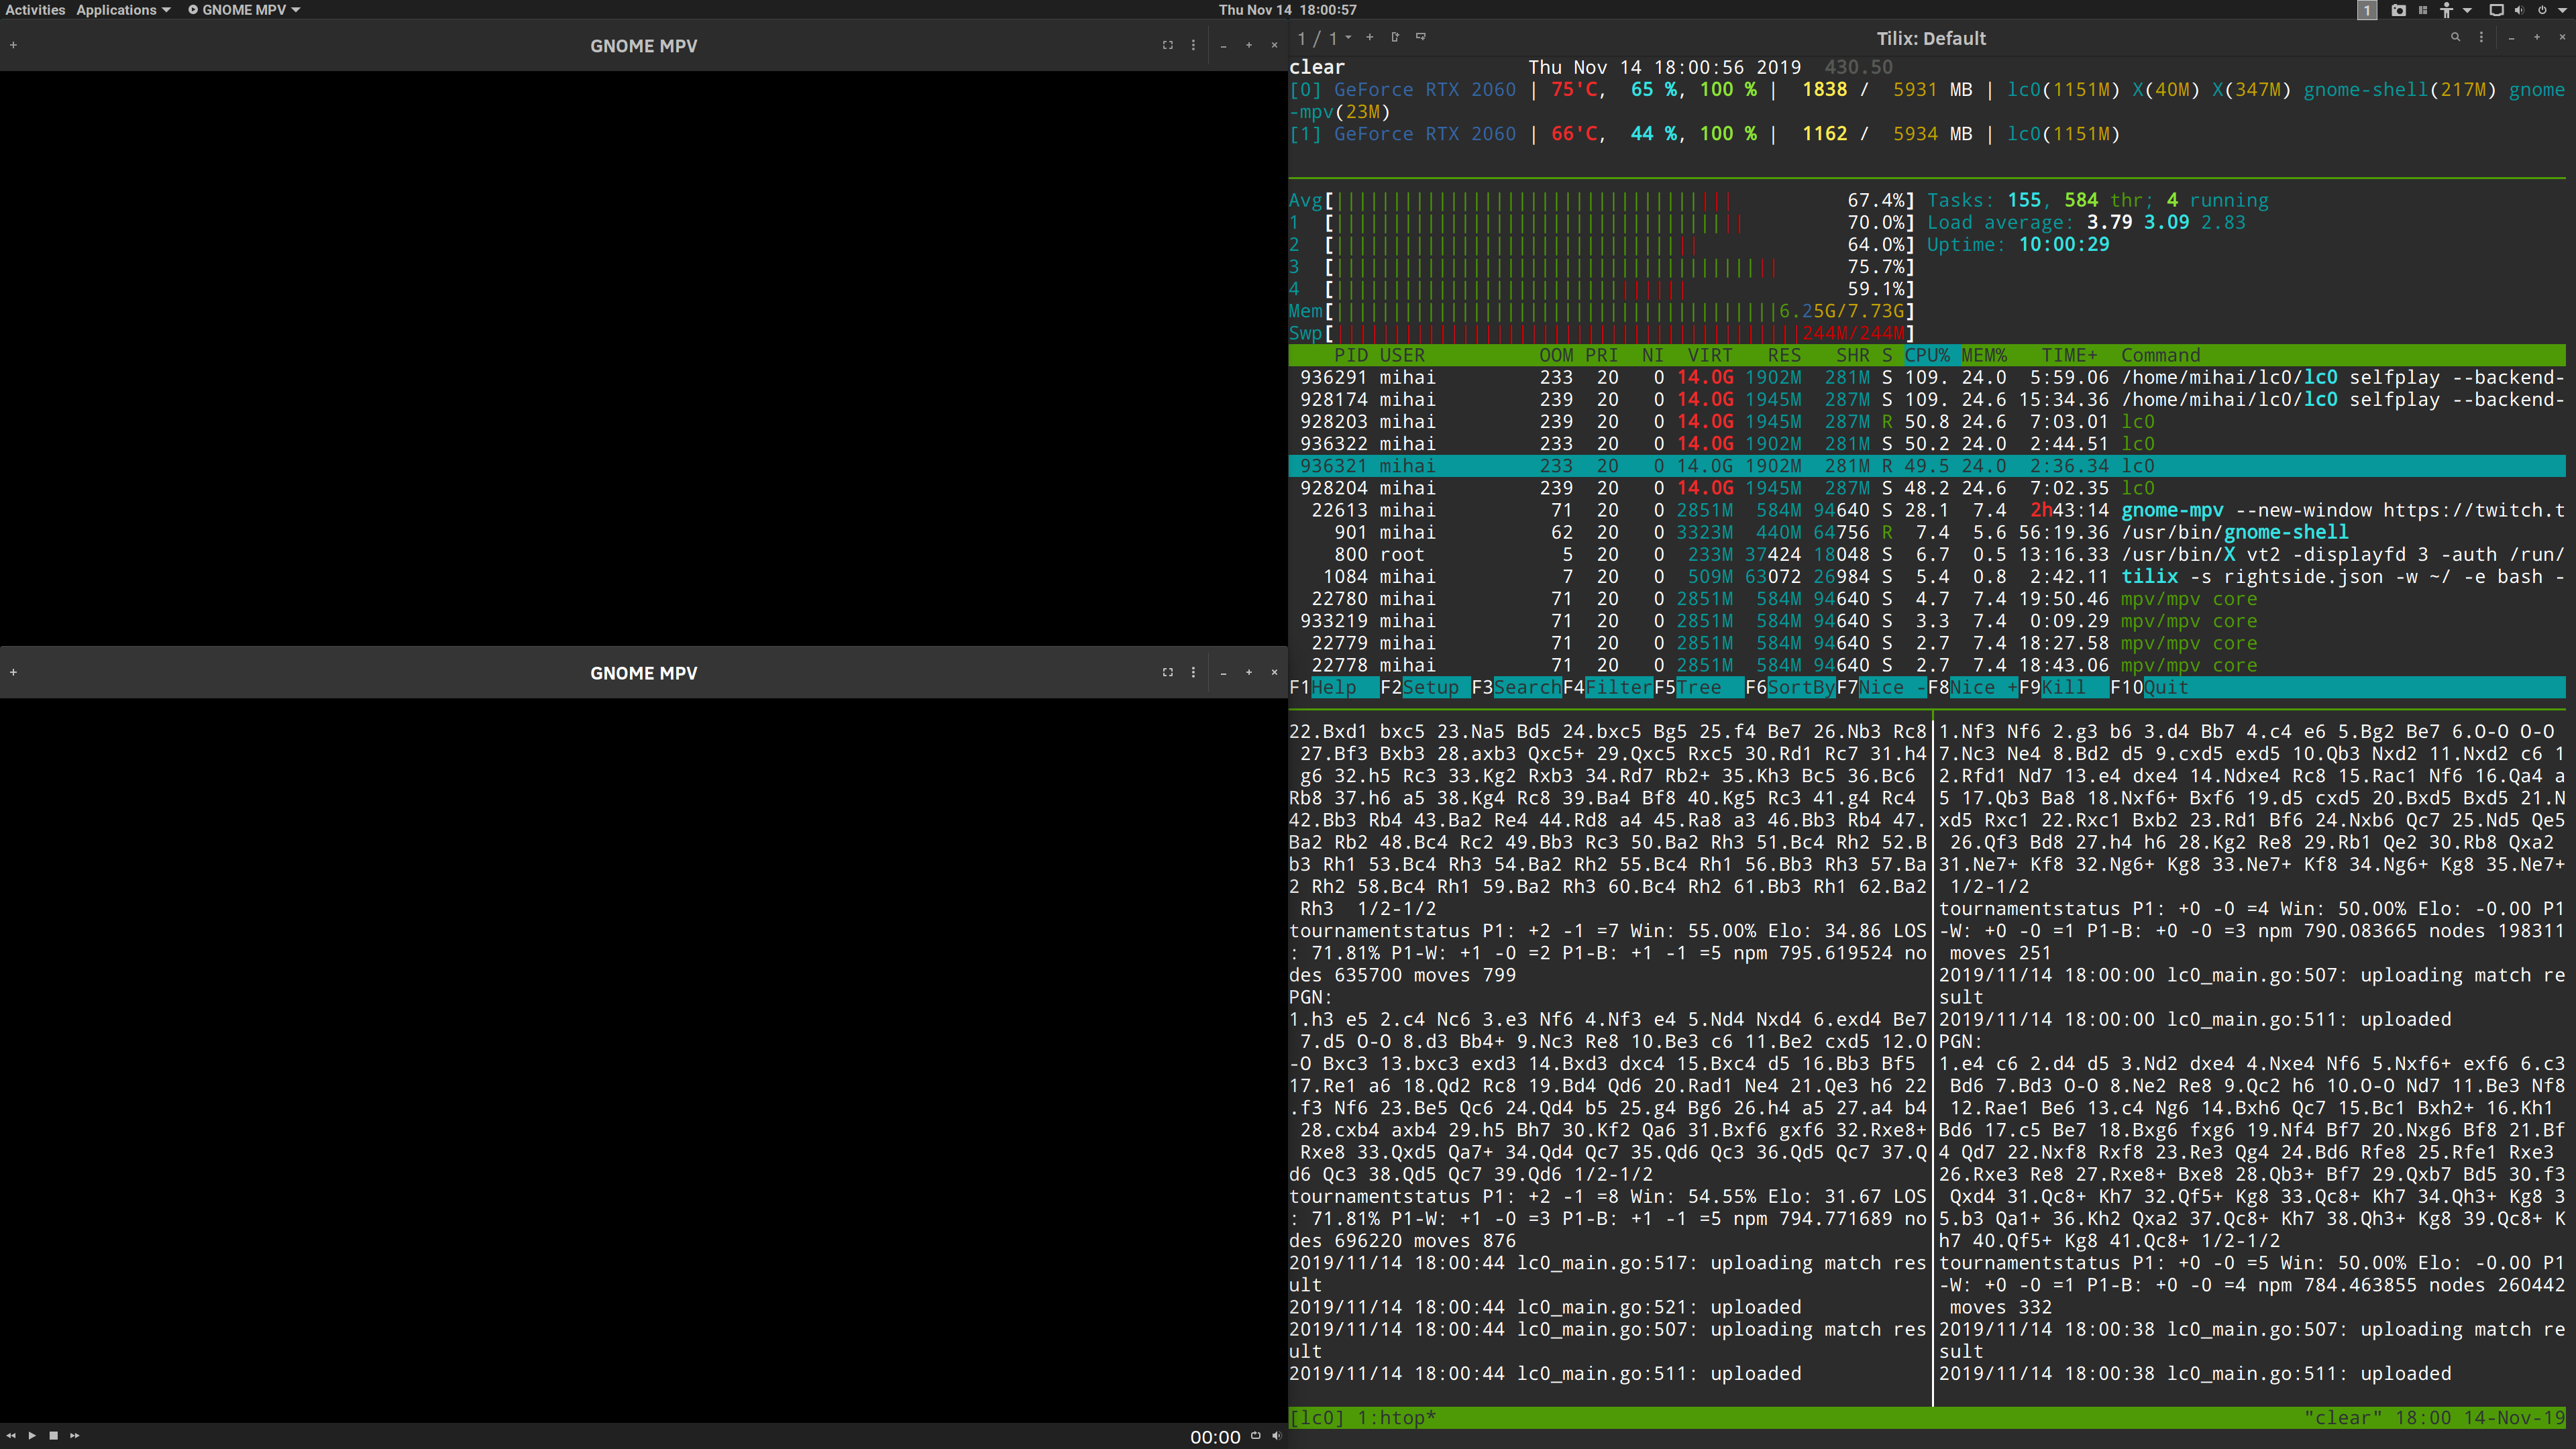 Activities Applications GNOME MPV Thu Nov 14 18:00:57 1
GNOME MPV
GNOME MPV
00:00
1 / 1 Tilix: Default
clear Thu Nov 14 18:00:56 2019 430.50
[0] GeForce RTX 2060 | 75'C, 65 %, 100 % | 1838 / 5931 MB | lc0(1151M) X(40M) X(347M) gnome-shell(217M) gnome
-mpv(23M)
[1] GeForce RTX 2060 | 66'C, 44 %, 100 % | 1162 / 5934 MB | lc0(1151M)
Avg[ 67.4%] Tasks: 155, 584 thr; 4 running
1 [ 70.0%] Load average: 3.79 3.09 2.83
2 [ 64.0%] Uptime: 10:00:29
3 [ 75.7%]
4 [ 59.1%]
Mem[ 6.25G/7.73G]
Swp[ 244M/244M]
PID USER OOM PRI NI VIRT RES SHR S CPU% MEM% TIME+ Command
936291 mihai 233 20 0 14.0G 1902M 281M S 109. 24.0 5:59.06 /home/mihai/lc0/lc0 selfplay --backend-
928174 mihai 239 20 0 14.0G 1945M 287M S 109. 24.6 15:34.36 /home/mihai/lc0/lc0 selfplay --backend-
928203 mihai 239 20 0 14.0G 1945M 287M R 50.8 24.6 7:03.01 lc0
936322 mihai 233 20 0 14.0G 1902M 281M S 50.2 24.0 2:44.51 lc0
936321 mihai 233 20 0 14.0G 1902M 281M R 49.5 24.0 2:36.34 lc0
928204 mihai 239 20 0 14.0G 1945M 287M S 48.2 24.6 7:02.35 lc0
22613 mihai 71 20 0 2851M 584M 94640 S 28.1 7.4 2h43:14 gnome-mpv --new-window https://twitch.t
901 mihai 62 20 0 3323M 440M 64756 R 7.4 5.6 56:19.36 /usr/bin/gnome-shell
800 root 5 20 0 233M 37424 18048 S 6.7 0.5 13:16.33 /usr/bin/X vt2 -displayfd 3 -auth /run/
1084 mihai 7 20 0 509M 63072 26984 S 5.4 0.8 2:42.11 tilix -s rightside.json -w ~/ -e bash -
22780 mihai 71 20 0 2851M 584M 94640 S 4.7 7.4 19:50.46 mpv/mpv core
933219 mihai 71 20 0 2851M 584M 94640 S 3.3 7.4 0:09.29 mpv/mpv core
22779 mihai 71 20 0 2851M 584M 94640 S 2.7 7.4 18:27.58 mpv/mpv core
22778 mihai 71 20 0 2851M 584M 94640 S 2.7 7.4 18:43.06 mpv/mpv core
F1Help F2Setup F3SearchF4FilterF5Tree F6SortByF7Nice -F8Nice +F9Kill F10Quit
22.Bxd1 bxc5 23.Na5 Bd5 24.bxc5 Bg5 25.f4 Be7 26.Nb3 Rc8
27.Bf3 Bxb3 28.axb3 Qxc5+ 29.Qxc5 Rxc5 30.Rd1 Rc7 31.h4
g6 32.h5 Rc3 33.Kg2 Rxb3 34.Rd7 Rb2+ 35.Kh3 Bc5 36.Bc6
Rb8 37.h6 a5 38.Kg4 Rc8 39.Ba4 Bf8 40.Kg5 Rc3 41.g4 Rc4
42.Bb3 Rb4 43.Ba2 Re4 44.Rd8 a4 45.Ra8 a3 46.Bb3 Rb4 47.
Ba2 Rb2 48.Bc4 Rc2 49.Bb3 Rc3 50.Ba2 Rh3 51.Bc4 Rh2 52.B
b3 Rh1 53.Bc4 Rh3 54.Ba2 Rh2 55.Bc4 Rh1 56.Bb3 Rh3 57.Ba
2 Rh2 58.Bc4 Rh1 59.Ba2 Rh3 60.Bc4 Rh2 61.Bb3 Rh1 62.Ba2
Rh3 1/2-1/2
tournamentstatus P1: +2 -1 =7 Win: 55.00% Elo: 34.86 LOS
: 71.81% P1-W: +1 -0 =2 P1-B: +1 -1 =5 npm 795.619524 no
des 635700 moves 799
PGN:
1.h3 e5 2.c4 Nc6 3.e3 Nf6 4.Nf3 e4 5.Nd4 Nxd4 6.exd4 Be7
7.d5 O-O 8.d3 Bb4+ 9.Nc3 Re8 10.Be3 c6 11.Be2 cxd5 12.O
-O Bxc3 13.bxc3 exd3 14.Bxd3 dxc4 15.Bxc4 d5 16.Bb3 Bf5
17.Re1 a6 18.Qd2 Rc8 19.Bd4 Qd6 20.Rad1 Ne4 21.Qe3 h6 22
.f3 Nf6 23.Be5 Qc6 24.Qd4 b5 25.g4 Bg6 26.h4 a5 27.a4 b4
28.cxb4 axb4 29.h5 Bh7 30.Kf2 Qa6 31.Bxf6 gxf6 32.Rxe8+
Rxe8 33.Qxd5 Qa7+ 34.Qd4 Qc7 35.Qd6 Qc3 36.Qd5 Qc7 37.Q
d6 Qc3 38.Qd5 Qc7 39.Qd6 1/2-1/2
tournamentstatus P1: +2 -1 =8 Win: 54.55% Elo: 31.67 LOS
: 71.81% P1-W: +1 -0 =3 P1-B: +1 -1 =5 npm 794.771689 no
des 696220 moves 876
2019/11/14 18:00:44 lc0_main.go:517: uploading match res
ult
2019/11/14 18:00:44 lc0_main.go:521: uploaded
2019/11/14 18:00:44 lc0_main.go:507: uploading match res
ult
2019/11/14 18:00:44 lc0_main.go:511: uploaded
1.Nf3 Nf6 2.g3 b6 3.d4 Bb7 4.c4 e6 5.Bg2 Be7 6.O-O O-O
7.Nc3 Ne4 8.Bd2 d5 9.cxd5 exd5 10.Qb3 Nxd2 11.Nxd2 c6 1
2.Rfd1 Nd7 13.e4 dxe4 14.Ndxe4 Rc8 15.Rac1 Nf6 16.Qa4 a
5 17.Qb3 Ba8 18.Nxf6+ Bxf6 19.d5 cxd5 20.Bxd5 Bxd5 21.N
xd5 Rxc1 22.Rxc1 Bxb2 23.Rd1 Bf6 24.Nxb6 Qc7 25.Nd5 Qe5
26.Qf3 Bd8 27.h4 h6 28.Kg2 Re8 29.Rb1 Qe2 30.Rb8 Qxa2
31.Ne7+ Kf8 32.Ng6+ Kg8 33.Ne7+ Kf8 34.Ng6+ Kg8 35.Ne7+
1/2-1/2
tournamentstatus P1: +0 -0 =4 Win: 50.00% Elo: -0.00 P1
-W: +0 -0 =1 P1-B: +0 -0 =3 npm 790.083665 nodes 198311
moves 251
2019/11/14 18:00:00 lc0_main.go:507: uploading match re
sult
2019/11/14 18:00:00 lc0_main.go:511: uploaded
PGN:
1.e4 c6 2.d4 d5 3.Nd2 dxe4 4.Nxe4 Nf6 5.Nxf6+ exf6 6.c3
Bd6 7.Bd3 O-O 8.Ne2 Re8 9.Qc2 h6 10.O-O Nd7 11.Be3 Nf8
12.Rae1 Be6 13.c4 Ng6 14.Bxh6 Qc7 15.Bc1 Bxh2+ 16.Kh1
Bd6 17.c5 Be7 18.Bxg6 fxg6 19.Nf4 Bf7 20.Nxg6 Bf8 21.Bf
4 Qd7 22.Nxf8 Rxf8 23.Re3 Qg4 24.Bd6 Rfe8 25.Rfe1 Rxe3
26.Rxe3 Re8 27.Rxe8+ Bxe8 28.Qb3+ Bf7 29.Qxb7 Bd5 30.f3
Qxd4 31.Qc8+ Kh7 32.Qf5+ Kg8 33.Qc8+ Kh7 34.Qh3+ Kg8 3
5.b3 Qa1+ 36.Kh2 Qxa2 37.Qc8+ Kh7 38.Qh3+ Kg8 39.Qc8+ K
h7 40.Qf5+ Kg8 41.Qc8+ 1/2-1/2
tournamentstatus P1: +0 -0 =5 Win: 50.00% Elo: -0.00 P1
-W: +0 -0 =1 P1-B: +0 -0 =4 npm 784.463855 nodes 260442
moves 332
2019/11/14 18:00:38 lc0_main.go:507: uploading match re
sult
2019/11/14 18:00:38 lc0_main.go:511: uploaded
[lc0] 1:htop* "clear" 18:00 14-Nov-19